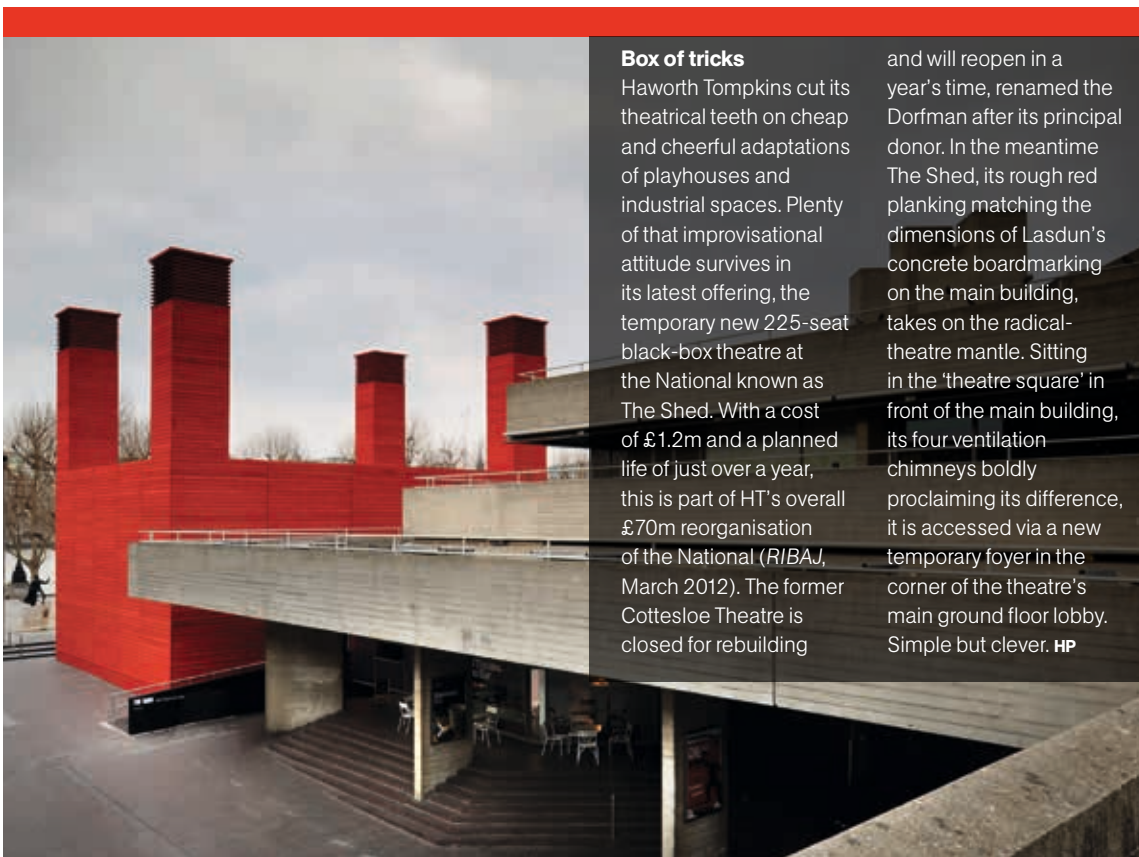 Box of tricks
Haworth Tompkins cut its
theatrical teeth on cheap
and cheerful adaptations
of playhouses and
industrial spaces. Plenty
of that improvisational
attitude survives in
its latest offering, the
temporary new 225-seat
black-box theatre at
the National known as
The Shed. With a cost
of £1.2m and a planned
life of just over a year,
this is part of HT's overall
£70m reorganisation
of the National (RIBAJ,
March 2012). The former
Cottesloe Theatre is
closed for rebuilding
and will reopen in a
year's time, renamed the
Dorfman after its principal
donor. In the meantime
The Shed, its rough red
planking matching the
dimensions of Lasdun's
concrete boardmarking
on the main building,
takes on the radical-
theatre mantle. Sitting
in the ‘theatre square’ in
front of the main building,
its four ventilation
chimneys boldly
proclaiming its difference,
it is accessed via a new
temporary foyer in the
corner of the theatre's
main ground floor lobby.
Simple but clever. HP